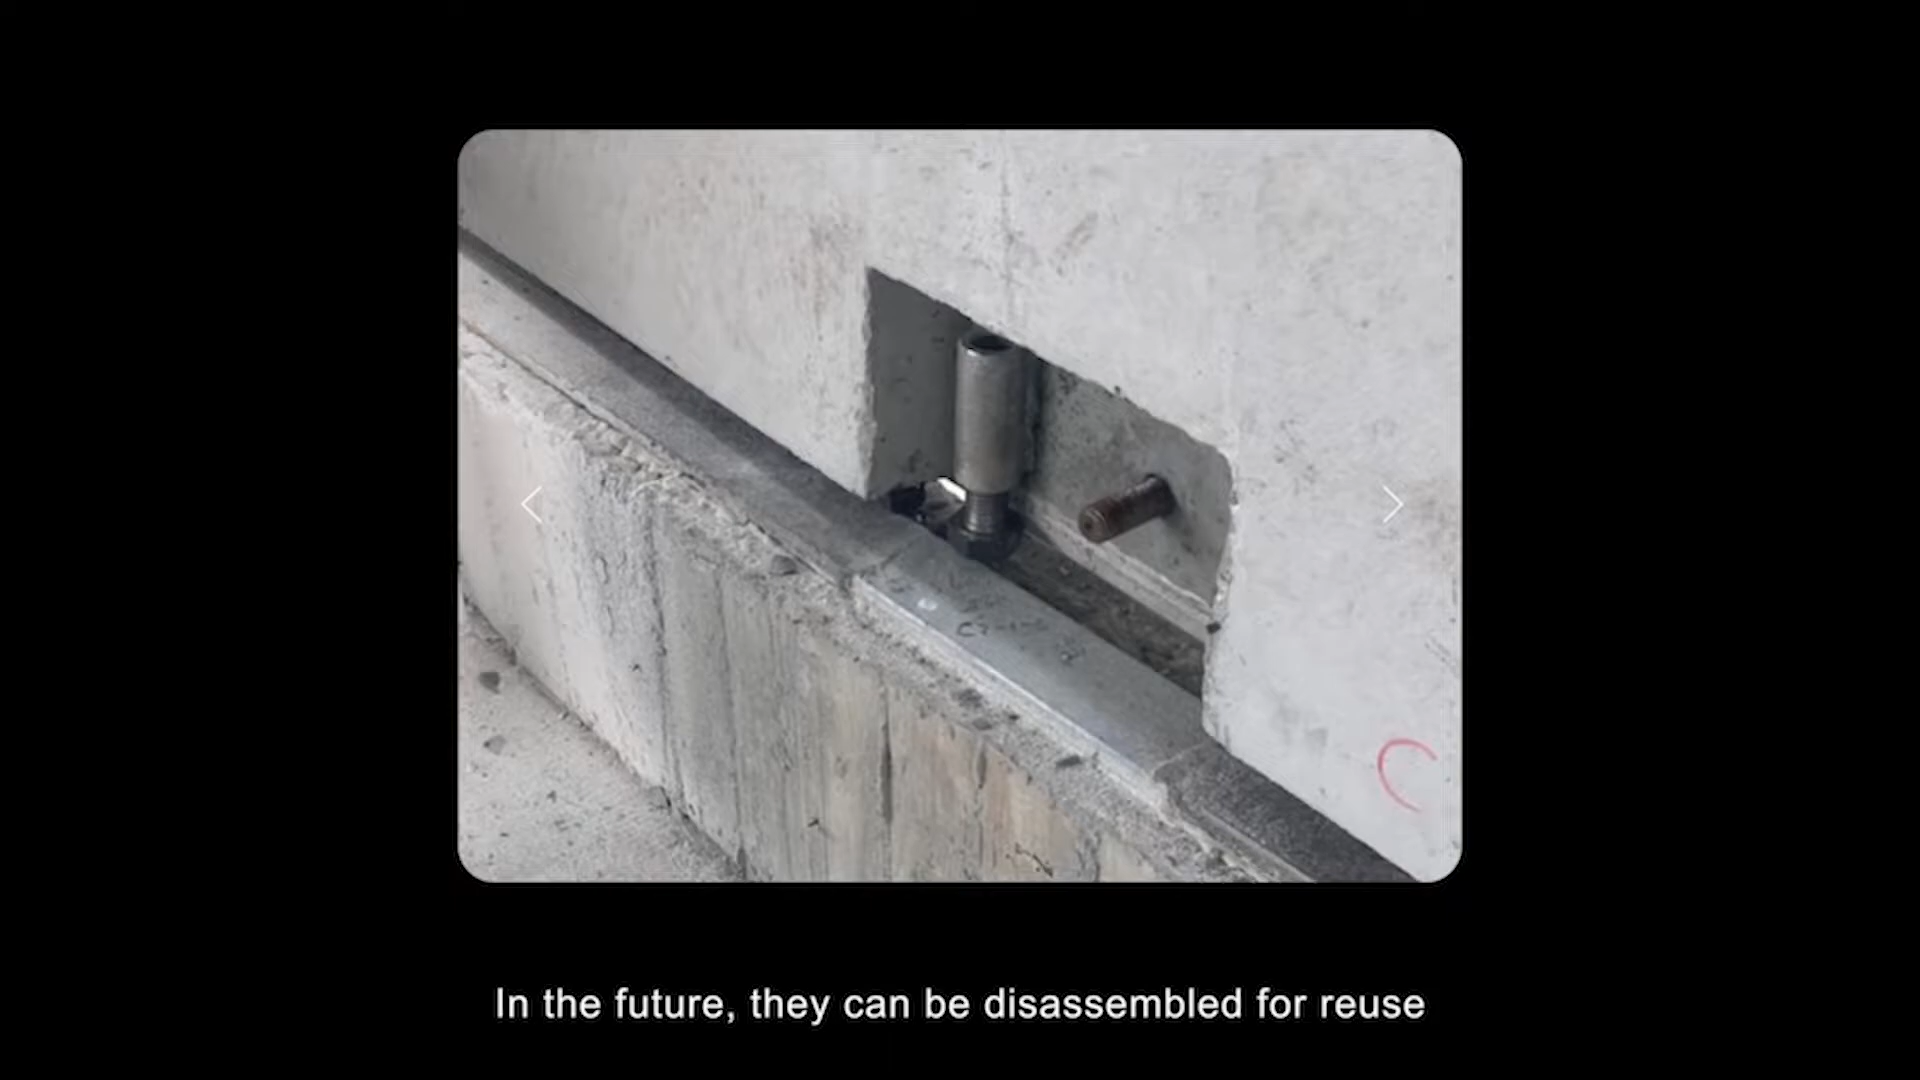 In the future, they can be disassembled for reuse